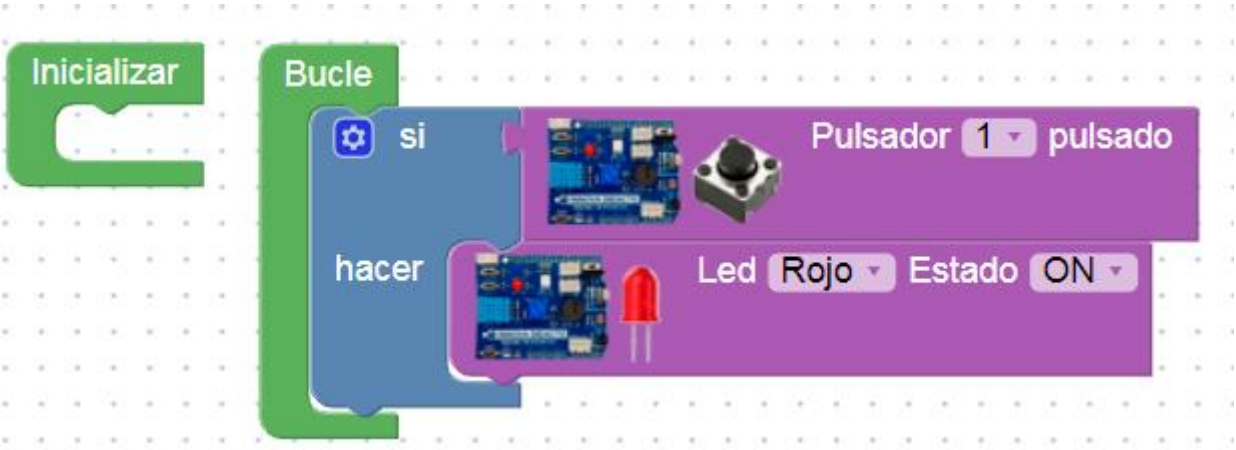 Inicializar
Bucle
si
Pulsador 1 pulsado
hacer
Led Rojo Estado ON